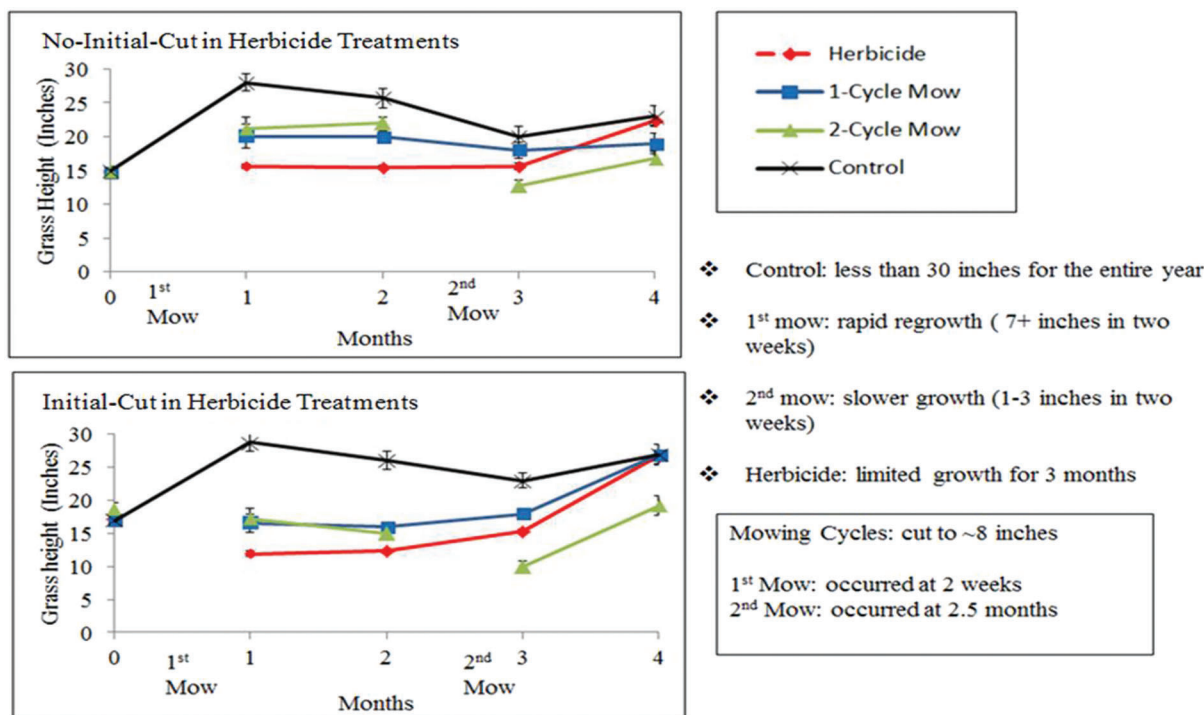 No-Initial-Cut in Herbicide Treatments
30
25
20
15
10
5
0
Grass Height (Inches)
0 1 2 3 4
1st Mow
2nd Mow
Months
Herbicide
1-Cycle Mow
2-Cycle Mow
Control
❖ Control: less than 30 inches for the entire year
❖ 1st mow: rapid regrowth ( 7+ inches in two
weeks)
❖ 2nd mow: slower growth (1-3 inches in two
weeks)
❖ Herbicide: limited growth for 3 months
Mowing Cycles: cut to ~8 inches
1st Mow: occurred at 2 weeks
2nd Mow: occurred at 2.5 months
Initial-Cut in Herbicide Treatments
30
25
20
15
10
5
0
Grass height (Inches)
0 1 2 3 4
1st Mow
2nd Mow
Months